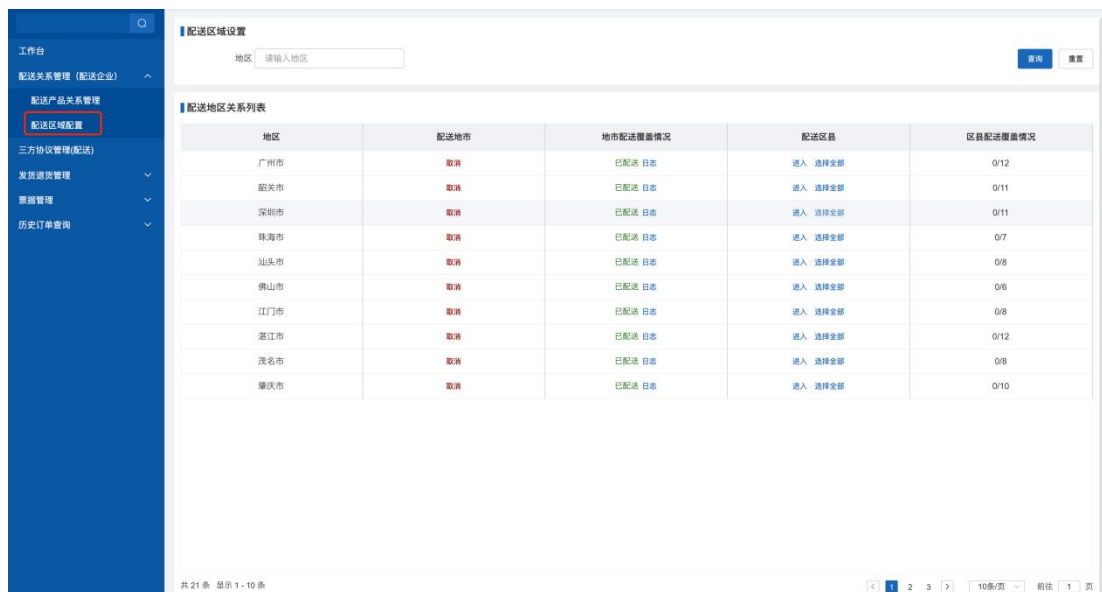 工作台
配送关系管理（配送企业）
配送产品关系管理
配送区域配置
三方协议管理(配送)
发货退货管理
票据管理
历史订单查询
配送区域设置
地区 请输入地区 查询 重置
配送地区关系列表
地区 配送地市 地市配送覆盖情况 配送区县 区县配送覆盖情况
广州市 取消 已配送 日志 进入 选择全部 0/12
韶关市 取消 已配送 日志 进入 选择全部 0/11
深圳市 取消 已配送 日志 进入 选择全部 0/11
珠海市 取消 已配送 日志 进入 选择全部 0/7
汕头市 取消 已配送 日志 进入 选择全部 0/8
佛山市 取消 已配送 日志 进入 选择全部 0/6
江门市 取消 已配送 日志 进入 选择全部 0/8
湛江市 取消 已配送 日志 进入 选择全部 0/12
茂名市 取消 已配送 日志 进入 选择全部 0/8
肇庆市 取消 已配送 日志 进入 选择全部 0/10
共 21 条 显示 1 - 10 条 < 1 2 3 > 10条/页 前往 1 页